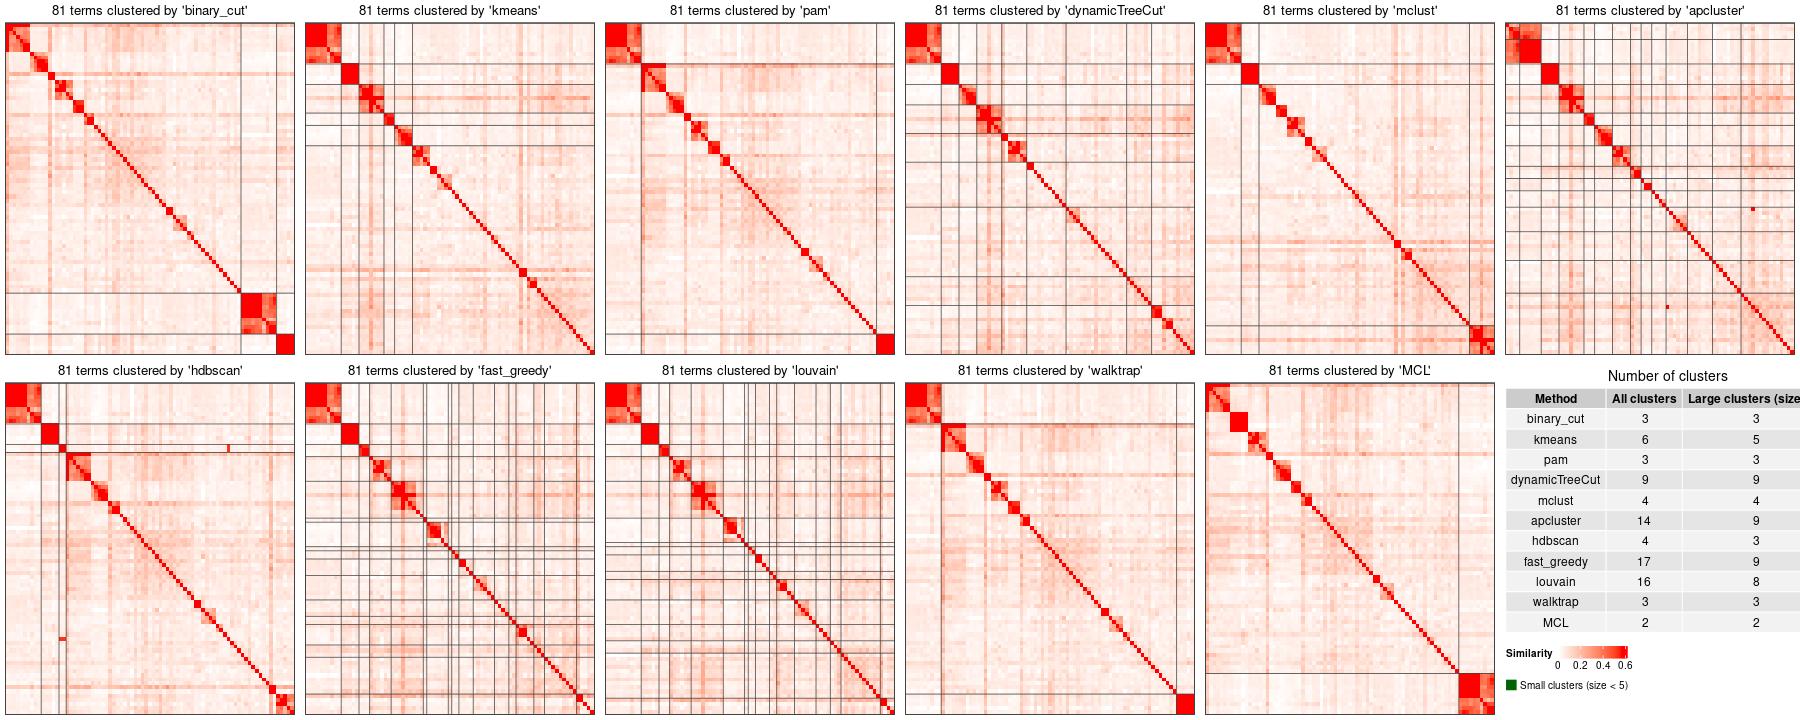 81 terms clustered by 'binary_cut'
81 terms clustered by 'kmeans'
81 terms clustered by 'pam'
81 terms clustered by 'dynamicTreeCut'
81 terms clustered by 'mclust'
81 terms clustered by 'apcluster'
81 terms clustered by 'hdbscan'
81 terms clustered by 'fast_greedy'
81 terms clustered by 'louvain'
81 terms clustered by 'walktrap'
81 terms clustered by 'MCL'
Number of clusters
Method All clusters Large clusters (size
binary_cut 3 3
kmeans 6 5
pam 3 3
dynamicTreeCut 9 9
mclust 4 4
apcluster 14 9
hdbscan 4 3
fast_greedy 17 9
louvain 16 8
walktrap 3 3
MCL 2 2
Similarity
0 0.2 0.4 0.6
Small clusters (size < 5)